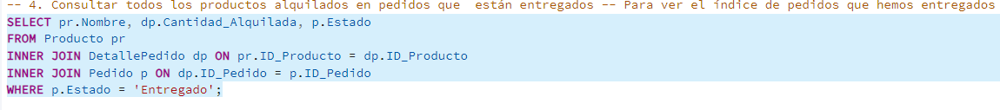 -- 4. Consultar todos los productos alquilados en pedidos que  están entregados -- Para ver el índice de pedidos que hemos entregados
SELECT pr.Nombre, dp.Cantidad_Alquilada, p.Estado
FROM Producto pr
INNER JOIN DetallePedido dp ON pr.ID_Producto = dp.ID_Producto
INNER JOIN Pedido p ON dp.ID_Pedido = p.ID_Pedido
WHERE p.Estado = 'Entregado';